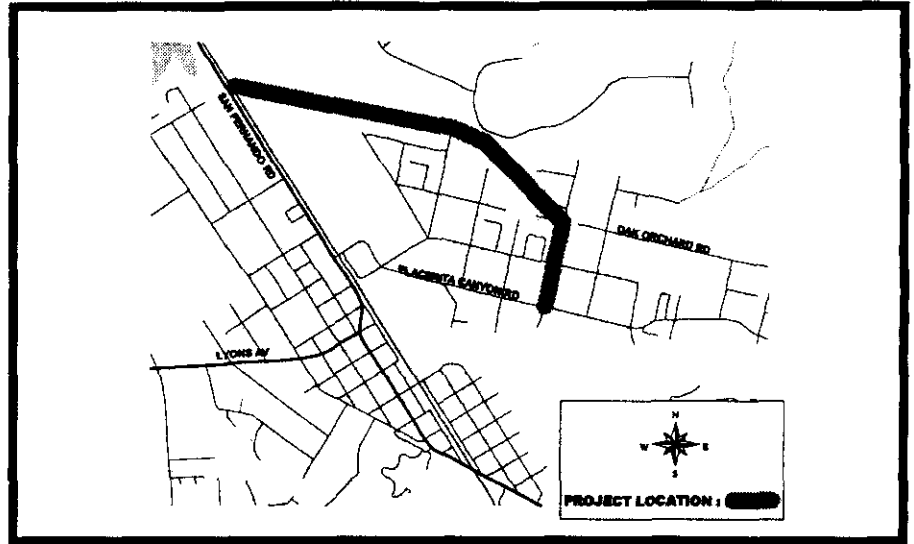 SAN FERNANDO RD
OAK ORCHARD RD
PLACERITA CANYON RD
LYONS AV
N
W E
S
PROJECT LOCATION :